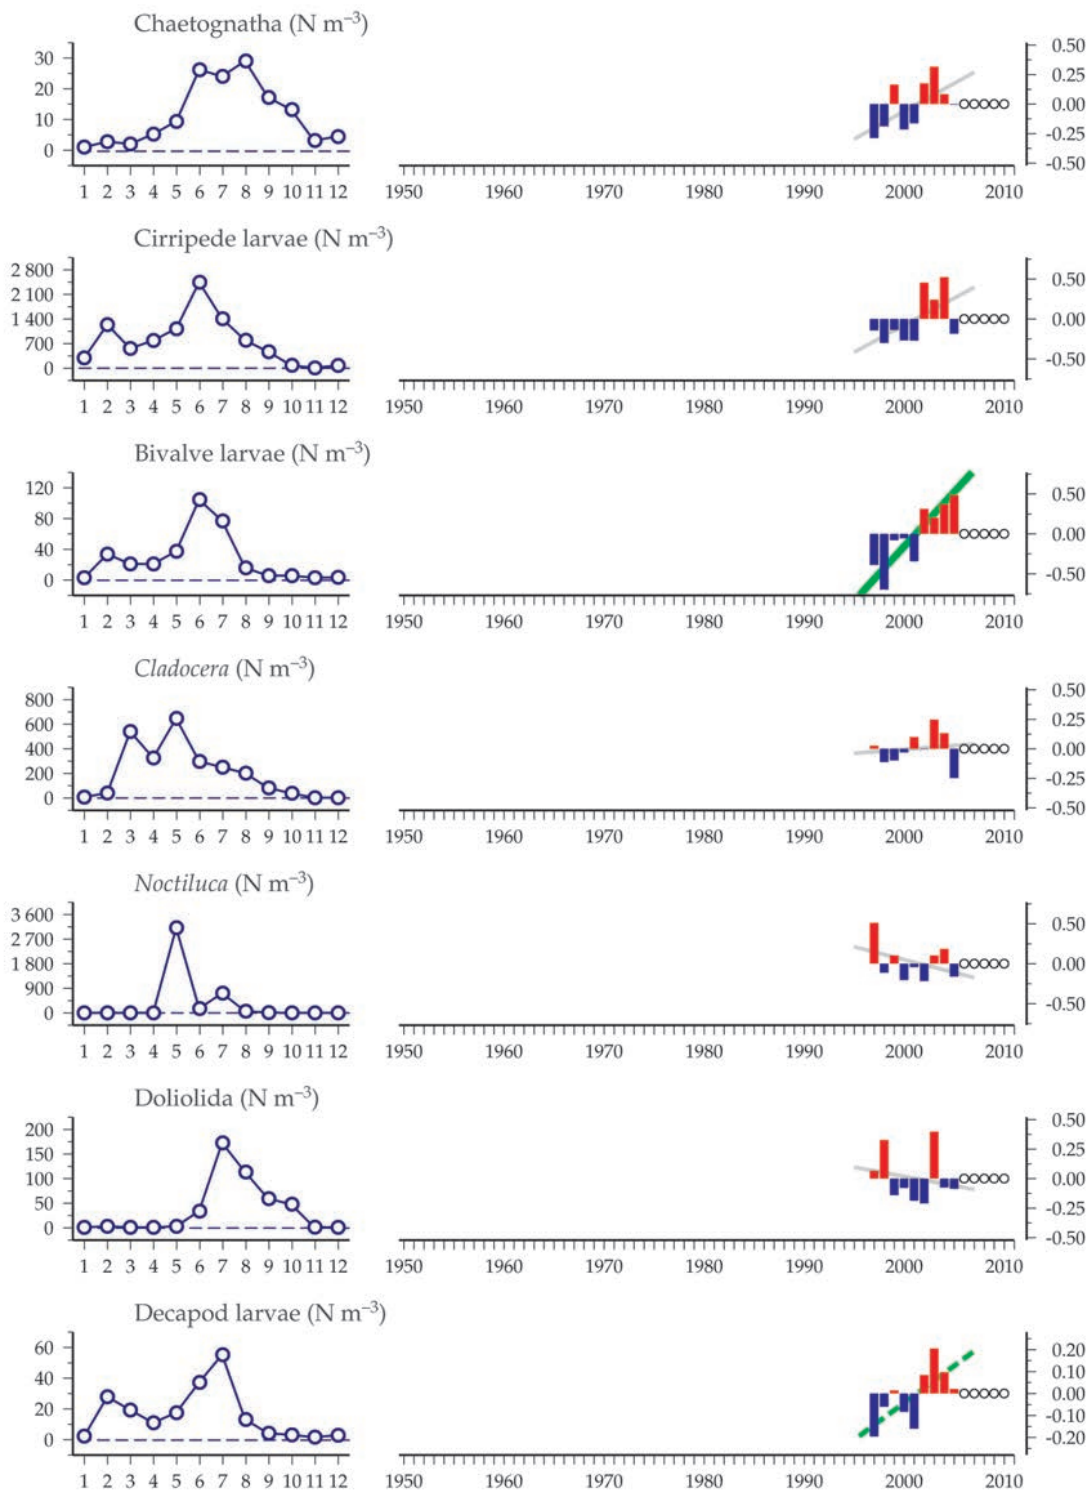 Chaetognatha (N m⁻³)
30
20
10
0
1 2 3 4 5 6 7 8 9 10 11 12
1950 1960 1970 1980 1990 2000 2010
0.50
0.25
0.00
-0.25
-0.50
Cirripede larvae (N m⁻³)
2 800
2 100
1 400
700
0
1 2 3 4 5 6 7 8 9 10 11 12
1950 1960 1970 1980 1990 2000 2010
0.50
0.00
-0.50
Bivalve larvae (N m⁻³)
120
80
40
0
1 2 3 4 5 6 7 8 9 10 11 12
1950 1960 1970 1980 1990 2000 2010
0.50
0.00
-0.50
Cladocera (N m⁻³)
800
600
400
200
0
1 2 3 4 5 6 7 8 9 10 11 12
1950 1960 1970 1980 1990 2000 2010
0.50
0.25
0.00
-0.25
-0.50
Noctiluca (N m⁻³)
3 600
2 700
1 800
900
0
1 2 3 4 5 6 7 8 9 10 11 12
1950 1960 1970 1980 1990 2000 2010
0.50
0.00
-0.50
Doliolida (N m⁻³)
200
150
100
50
0
1 2 3 4 5 6 7 8 9 10 11 12
1950 1960 1970 1980 1990 2000 2010
0.50
0.25
0.00
-0.25
-0.50
Decapod larvae (N m⁻³)
60
40
20
0
1 2 3 4 5 6 7 8 9 10 11 12
1950 1960 1970 1980 1990 2000 2010
0.20
0.10
0.00
-0.10
-0.20